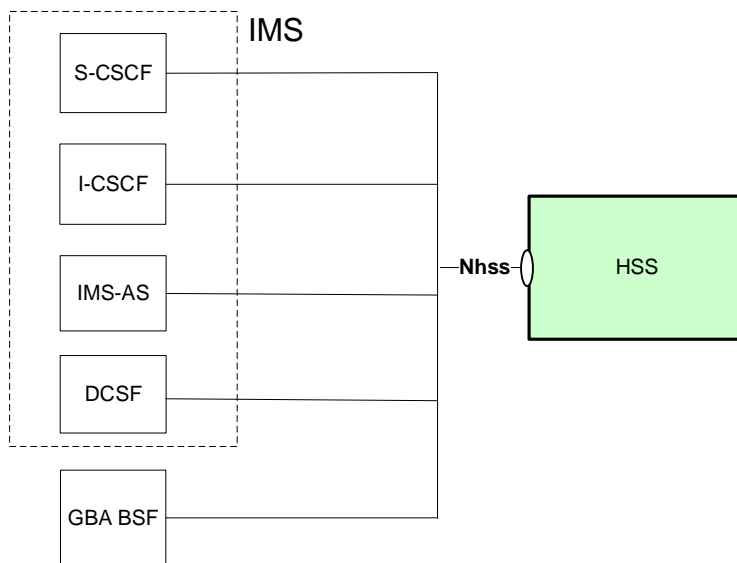 IMS
S-CSCF
I-CSCF
IMS-AS
DCSF
GBA BSF
Nhss
HSS